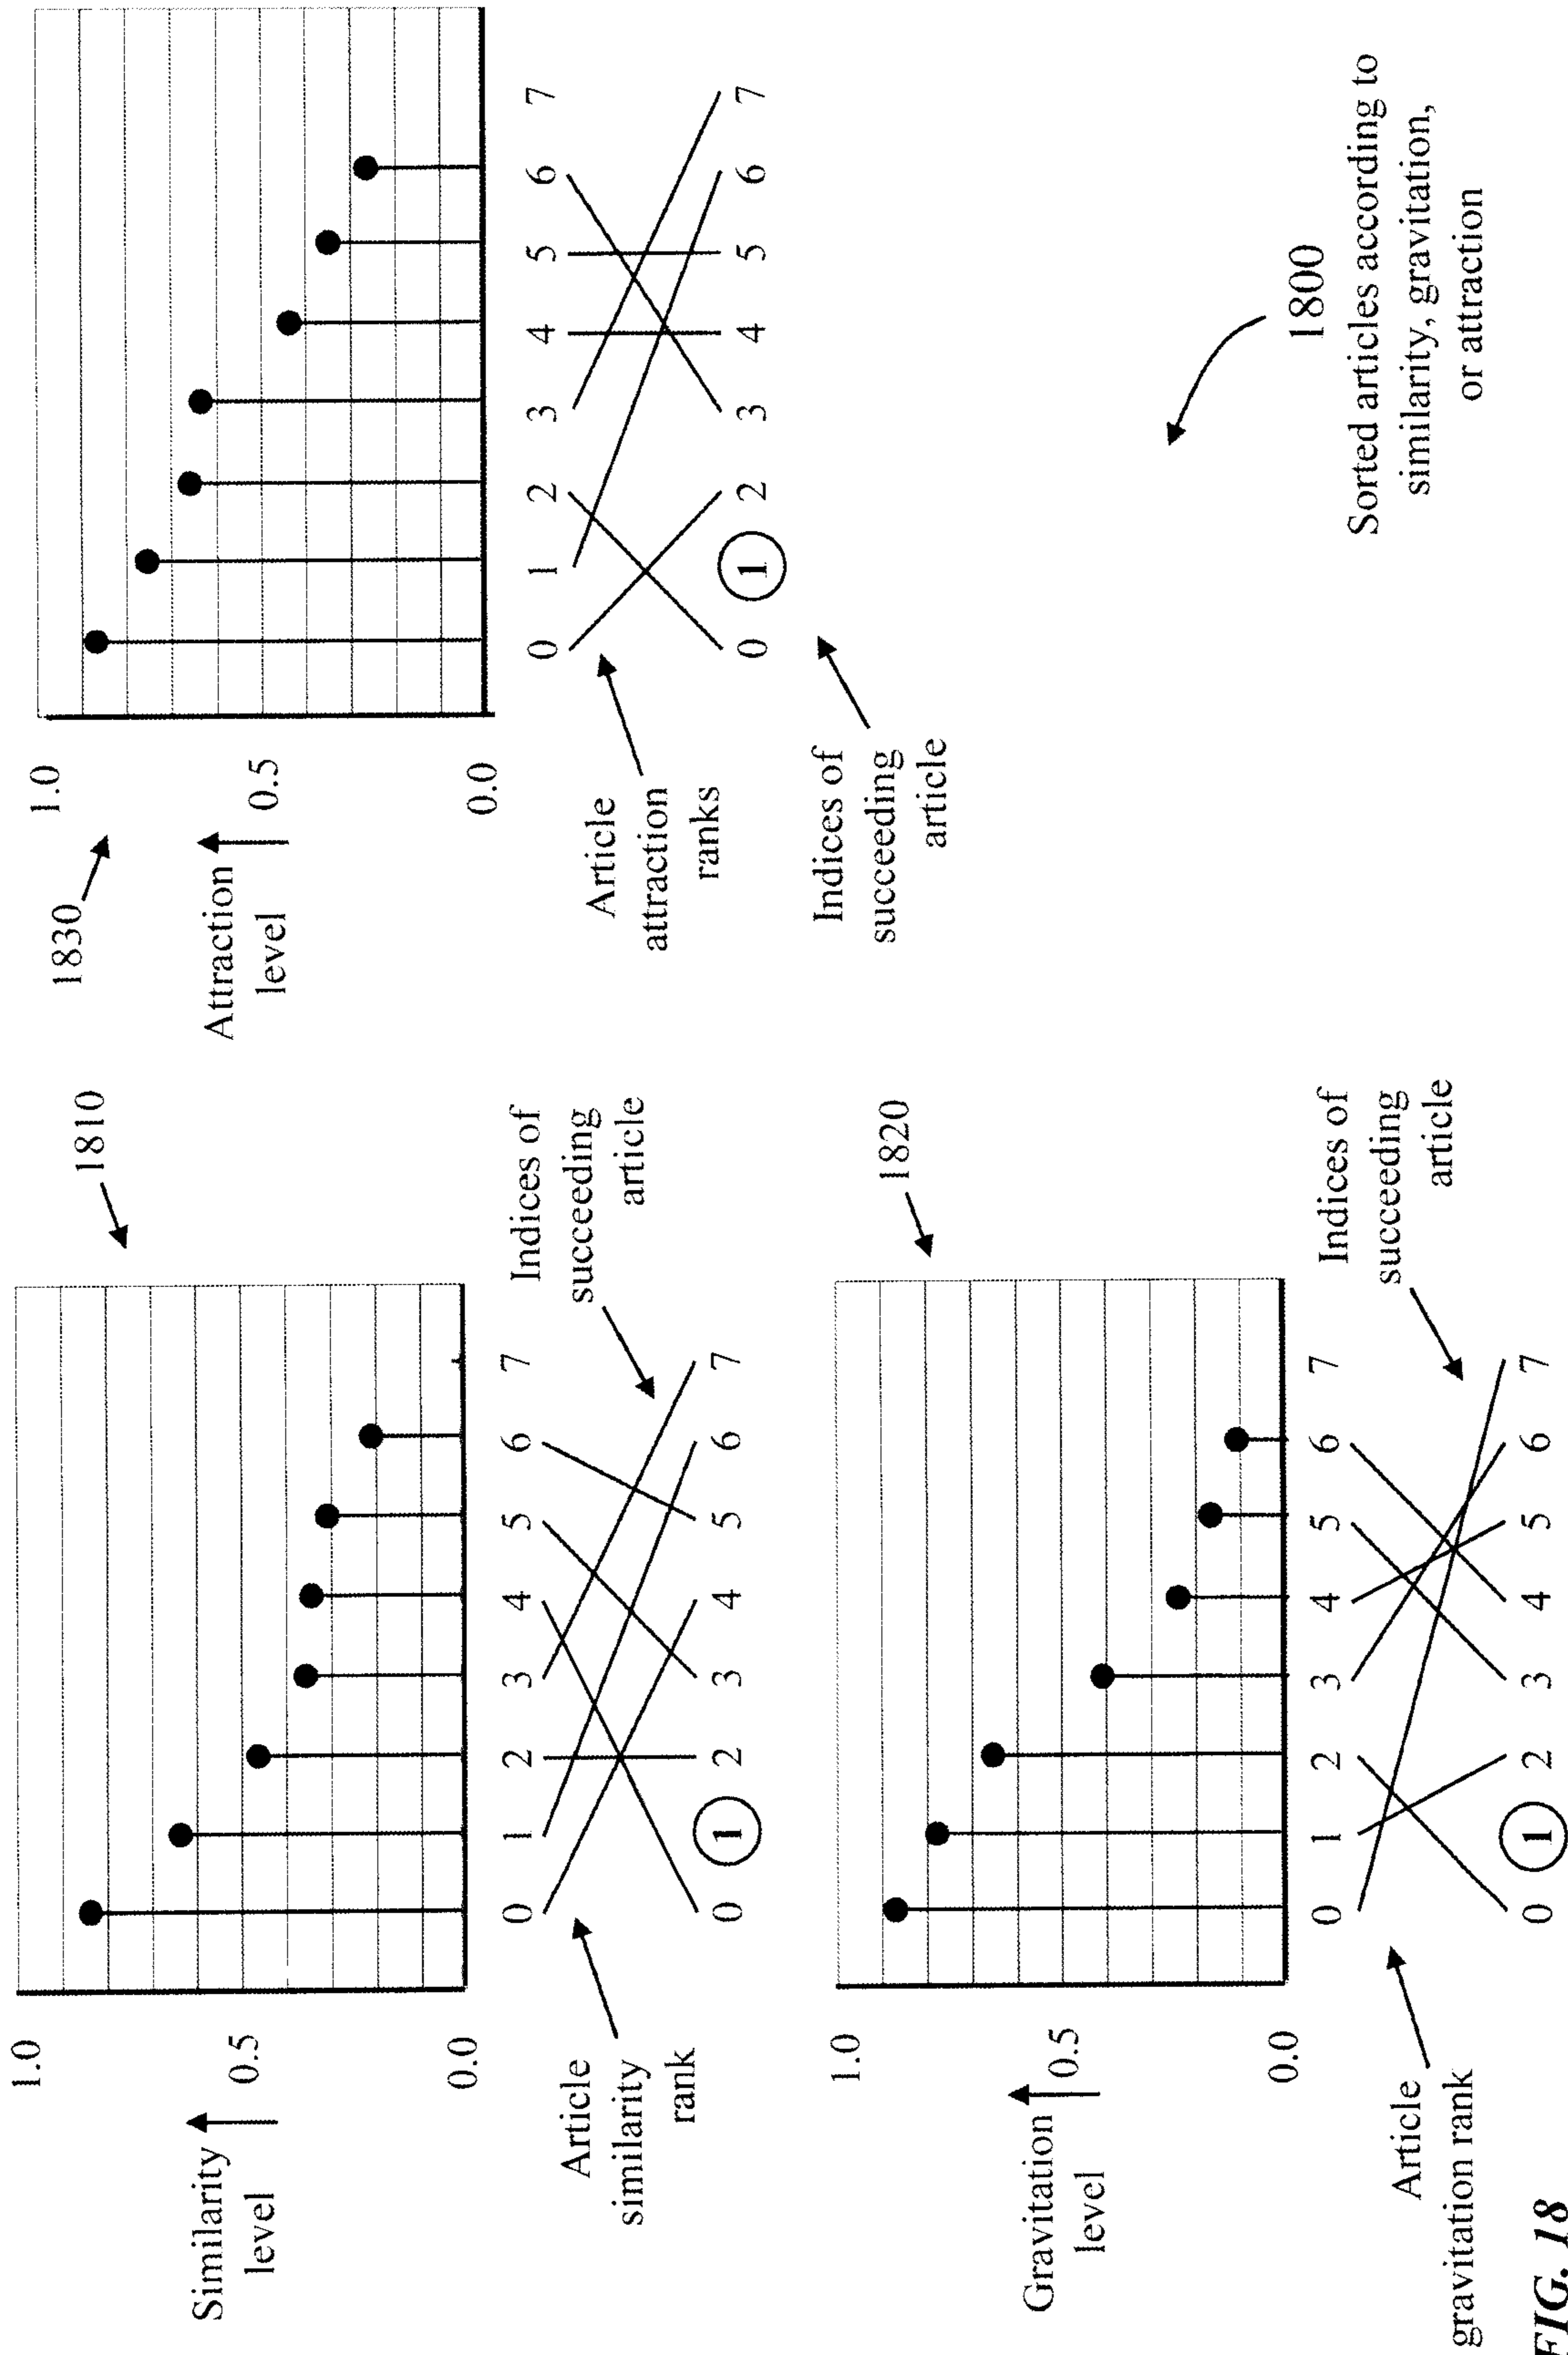 1810
Similarity
level
1.0
0.5
0.0
Article
similarity
rank
0 1 2 3 4 5 6 7
0 1 2 3 4 5 6 7
Indices of
succeeding
article
1820
Gravitation
level
1.0
0.5
0.0
Article
gravitation rank
0 1 2 3 4 5 6 7
0 1 2 3 4 5 6 7
Indices of
succeeding
article
1830
Attraction
level
1.0
0.5
0.0
Article
attraction
ranks
0 1 2 3 4 5 6 7
0 1 2 3 4 5 6 7
Indices of
succeeding
article
1800
Sorted articles according to
similarity, gravitation,
or attraction
FIG. 18